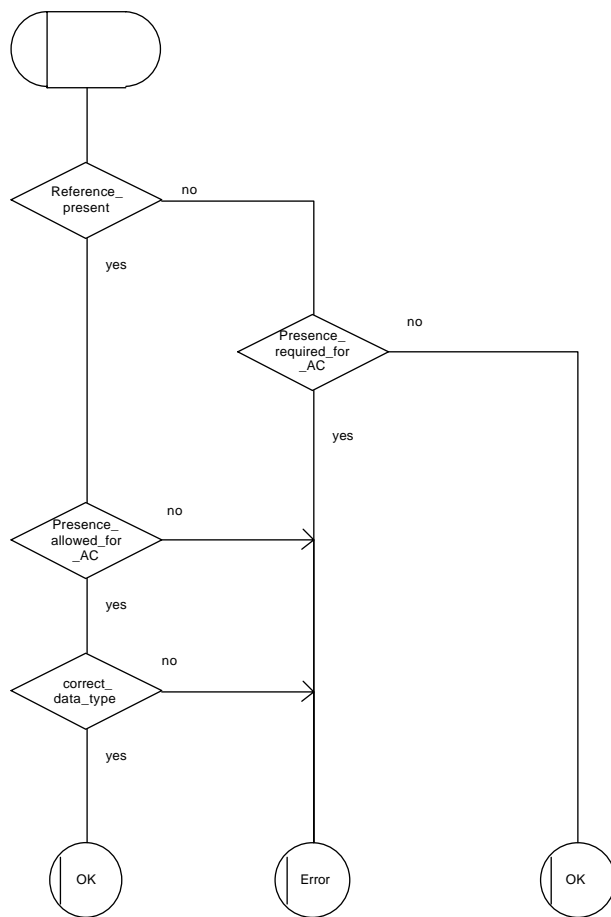 Reference_
present
no
yes
Presence_
required_for
_AC
no
yes
Presence_
allowed_for
_AC
no
yes
correct_
data_type
no
yes
OK
Error
OK